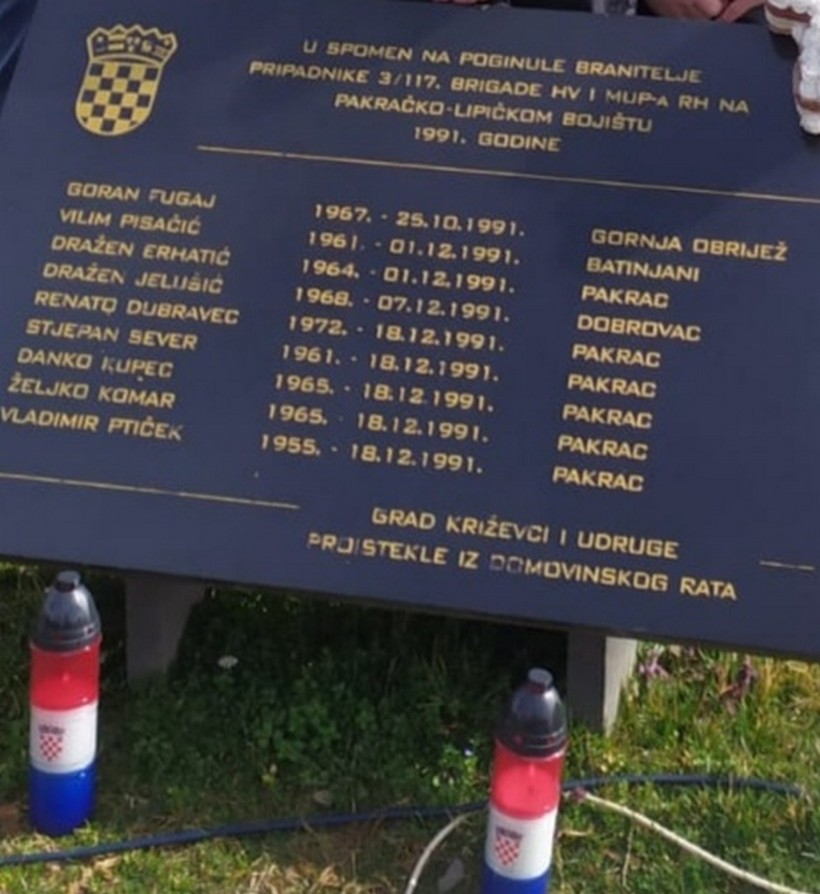 U SPOMEN NA POGINULE BRANITELJE
PRIPADNIKE 3/117. BRIGADE HV I MUP-a RH NA
PAKRAČKO-LIPIČKOM BOJIŠTU
1991. GODINE
GORAN FUGAJ 1967. - 25.10.1991. GORNJA OBRIJEŽ
VILIM PISAČIĆ 1961. - 01.12.1991. BATINJANI
DRAŽEN ERHATIĆ 1964. - 01.12.1991. PAKRAC
DRAŽEN JELUŠIĆ 1968. - 07.12.1991. DOBROVAC
RENATO DUBRAVEC 1972. - 18.12.1991. PAKRAC
STJEPAN SEVER 1961. - 18.12.1991. PAKRAC
DANKO KUPEC 1965. - 18.12.1991. PAKRAC
ŽELJKO KOMAR 1965. - 18.12.1991. PAKRAC
VLADIMIR PTIČEK 1955. - 18.12.1991. PAKRAC
GRAD KRIŽEVCI I UDRUGE
PROISTEKLE IZ DOMOVINSKOG RATA